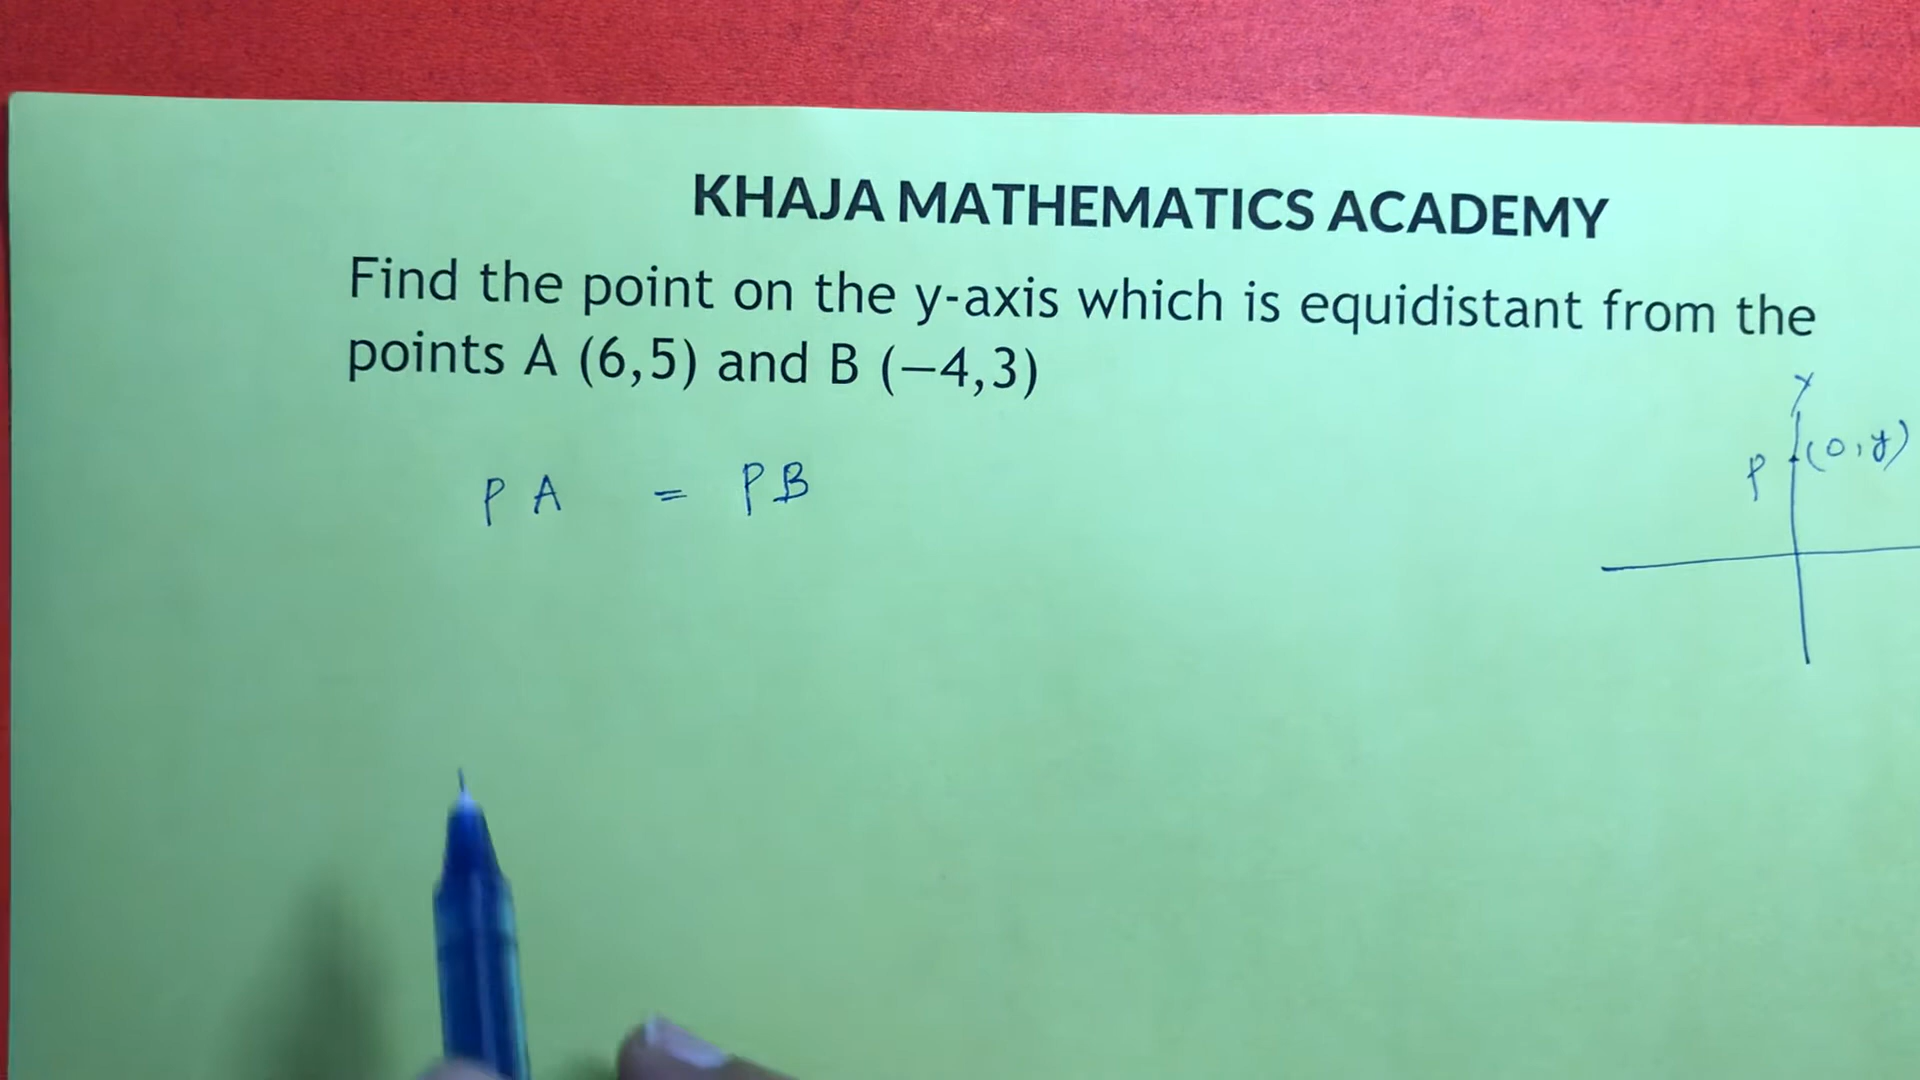 KHAJA MATHEMATICS ACADEMY
Find the point on the y-axis which is equidistant from the
points A (6,5) and B (−4,3)
Y
P (0,y)
PA = PB